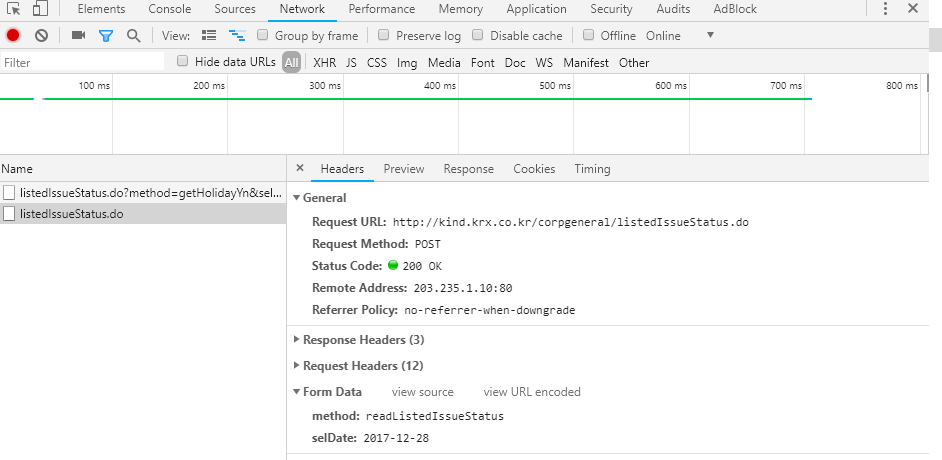 Elements Console Sources Network Performance Memory Application Security Audits AdBlock
View: Group by frame Preserve log Disable cache Offline Online
Filter Hide data URLs All XHR JS CSS Img Media Font Doc WS Manifest Other
100 ms 200 ms 300 ms 400 ms 500 ms 600 ms 700 ms 800 ms
Name Headers Preview Response Cookies Timing
listedIssueStatus.do?method=getHolidayYn&sel...
listedIssueStatus.do
General
Request URL: http://kind.krx.co.kr/corpgeneral/listedIssueStatus.do
Request Method: POST
Status Code: 200 OK
Remote Address: 203.235.1.10:80
Referrer Policy: no-referrer-when-downgrade
Response Headers (3)
Request Headers (12)
Form Data view source view URL encoded
method: readListedIssueStatus
selDate: 2017-12-28